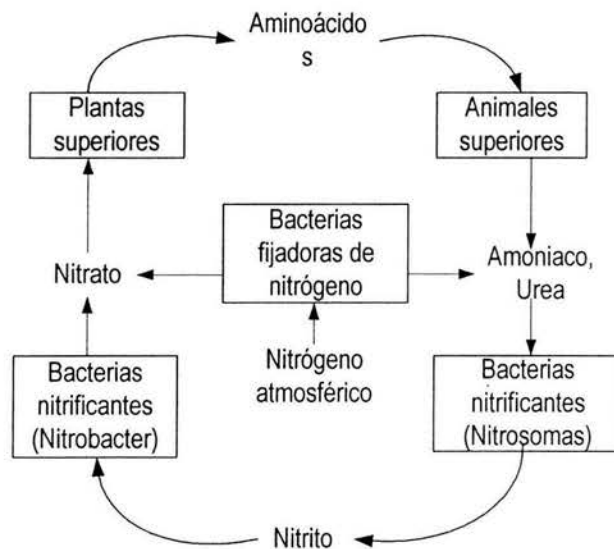 Aminoácido
s
Plantas
superiores
Animales
superiores
Bacterias
fijadoras de
nitrógeno
Nitrato
Amoniaco,
Urea
Nitrógeno
atmosférico
Bacterias
nitrificantes
(Nitrobacter)
Bacterias
nitrificantes
(Nitrosomas)
Nitrito